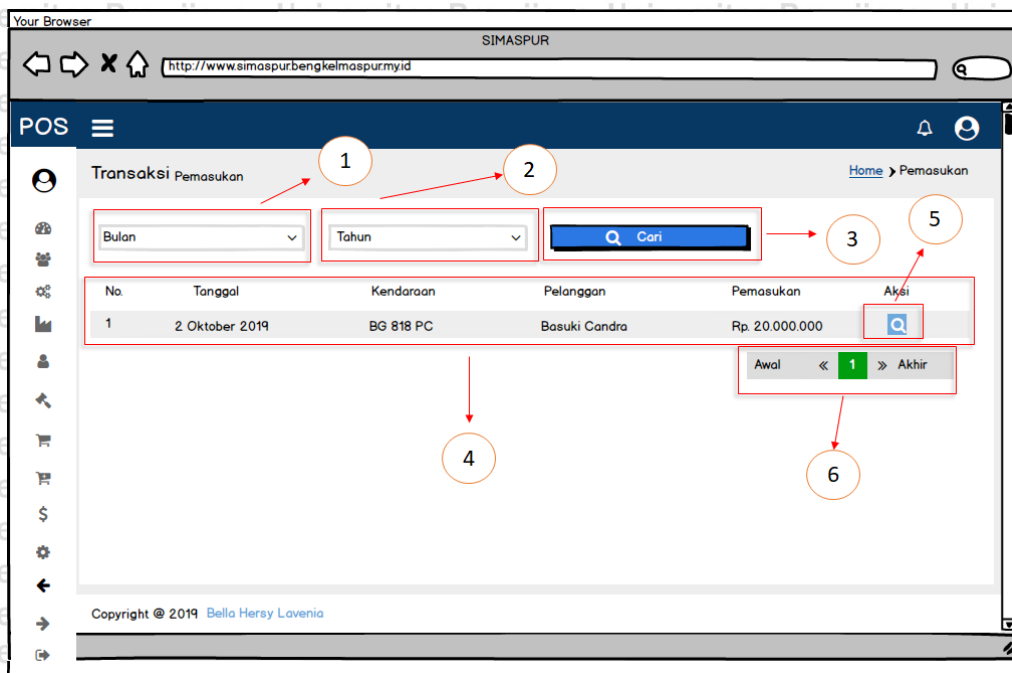 Your Browser
SIMASPUR
http://www.simaspur.bengkelmaspur.my.id
POS
Transaksi Pemasukan
Home > Pemasukan
1
2
3
5
Bulan
Tahun
Cari
No. Tanggal Kendaraan Pelanggan Pemasukan Aksi
1 2 Oktober 2019 BG 818 PC Basuki Candra Rp. 20.000.000
Awal « 1 » Akhir
4
6
Copyright @ 2019 Bella Hersy Lavenia